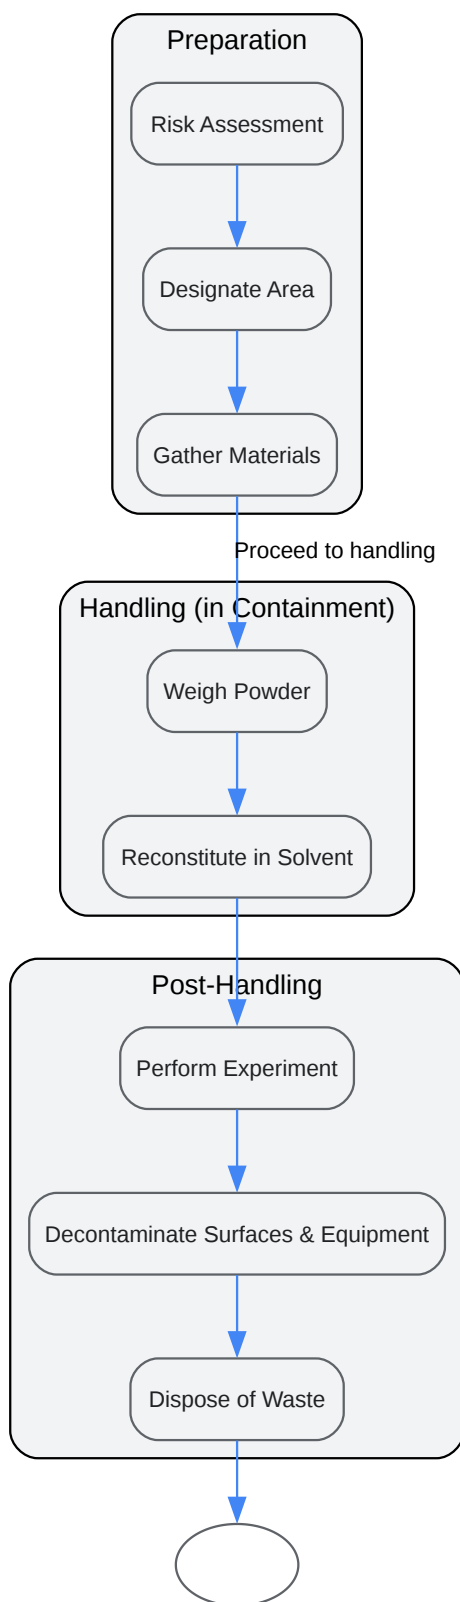 Preparation
Risk Assessment
Designate Area
Gather Materials
Proceed to handling
Handling (in Containment)
Weigh Powder
Reconstitute in Solvent
Post-Handling
Perform Experiment
Decontaminate Surfaces & Equipment
Dispose of Waste